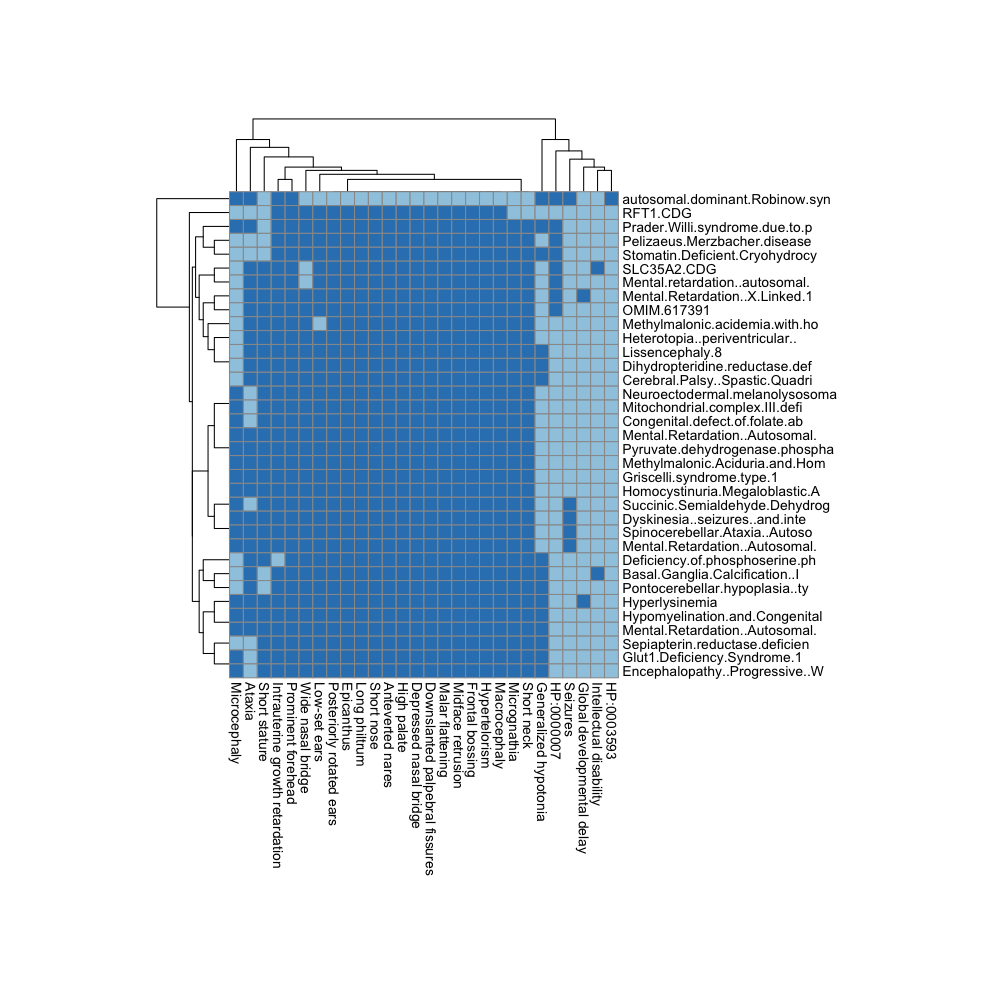 autosomal.dominant.Robinow.syn
RFT1.CDG
Prader.Willi.syndrome.due.to.p
Pelizaeus.Merzbacher.disease
Stomatin.Deficient.Cryohydrocy
SLC35A2.CDG
Mental.retardation..autosomal.
Mental.Retardation..X.Linked.1
OMIM.617391
Methylmalonic.acidemia.with.ho
Heterotopia..periventricular..
Lissencephaly.8
Dihydropteridine.reductase.def
Cerebral.Palsy..Spastic.Quadri
Neuroectodermal.melanolysosoma
Mitochondrial.complex.III.defi
Congenital.defect.of.folate.ab
Mental.Retardation..Autosomal.
Pyruvate.dehydrogenase.phospha
Methylmalonic.Aciduria.and.Hom
Griscelli.syndrome.type.1
Homocystinuria.Megaloblastic.A
Succinic.Semialdehyde.Dehydrog
Dyskinesia..seizures..and.inte
Spinocerebellar.Ataxia..Autoso
Mental.Retardation..Autosomal.
Deficiency.of.phosphoserine.ph
Basal.Ganglia.Calcification..I
Pontocerebellar.hypoplasia..ty
Hyperlysinemia
Hypomyelination.and.Congenital
Mental.Retardation..Autosomal.
Sepiapterin.reductase.deficien
Glut1.Deficiency.Syndrome.1
Encephalopathy..Progressive..W
Microcephaly
Ataxia
Short stature
Intrauterine growth retardation
Prominent forehead
Wide nasal bridge
Low-set ears
Posteriorly rotated ears
Epicanthus
Long philtrum
Short nose
Anteverted nares
High palate
Depressed nasal bridge
Downslanted palpebral fissures
Malar flattening
Midface retrusion
Frontal bossing
Hypertelorism
Macrocephaly
Micrognathia
Short neck
Generalized hypotonia
HP:0000007
Seizures
Global developmental delay
Intellectual disability
HP:0003593